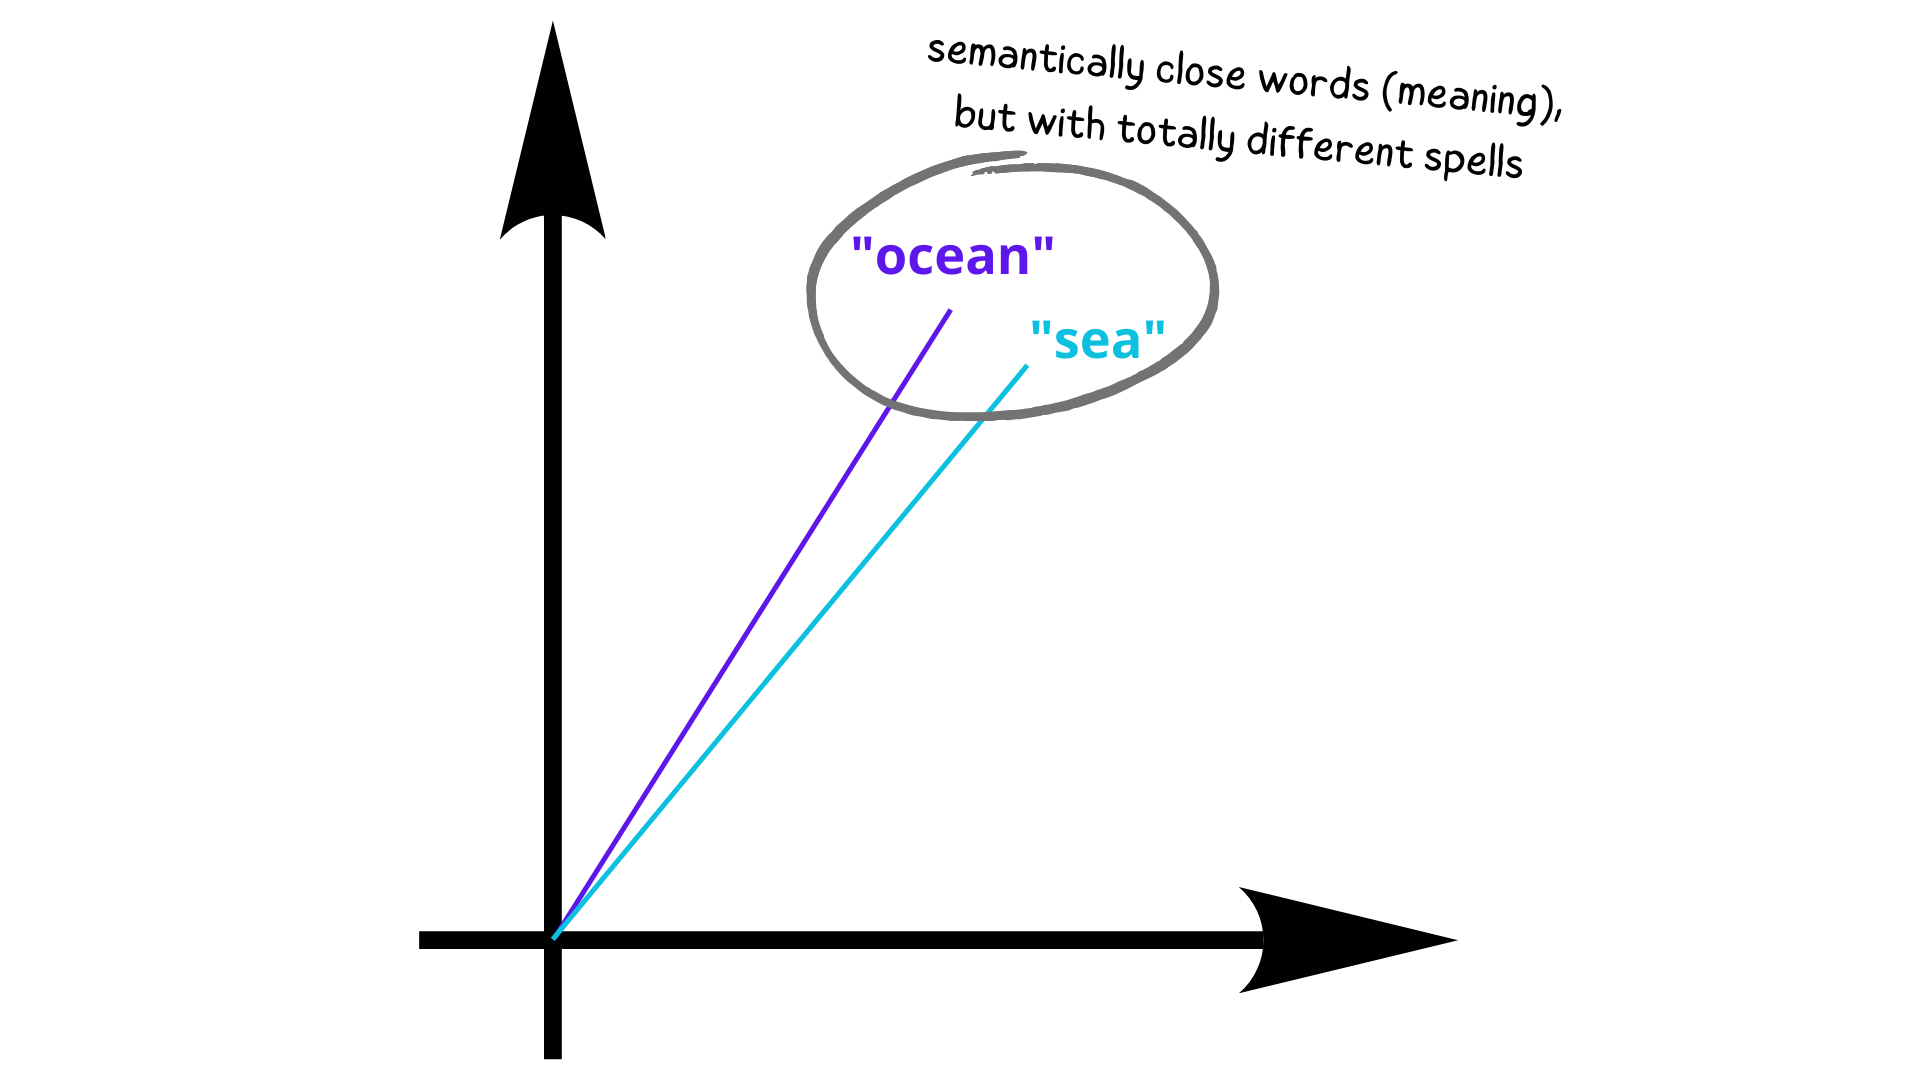 semantically close words (meaning),
but with totally different spells
"ocean"
"sea"